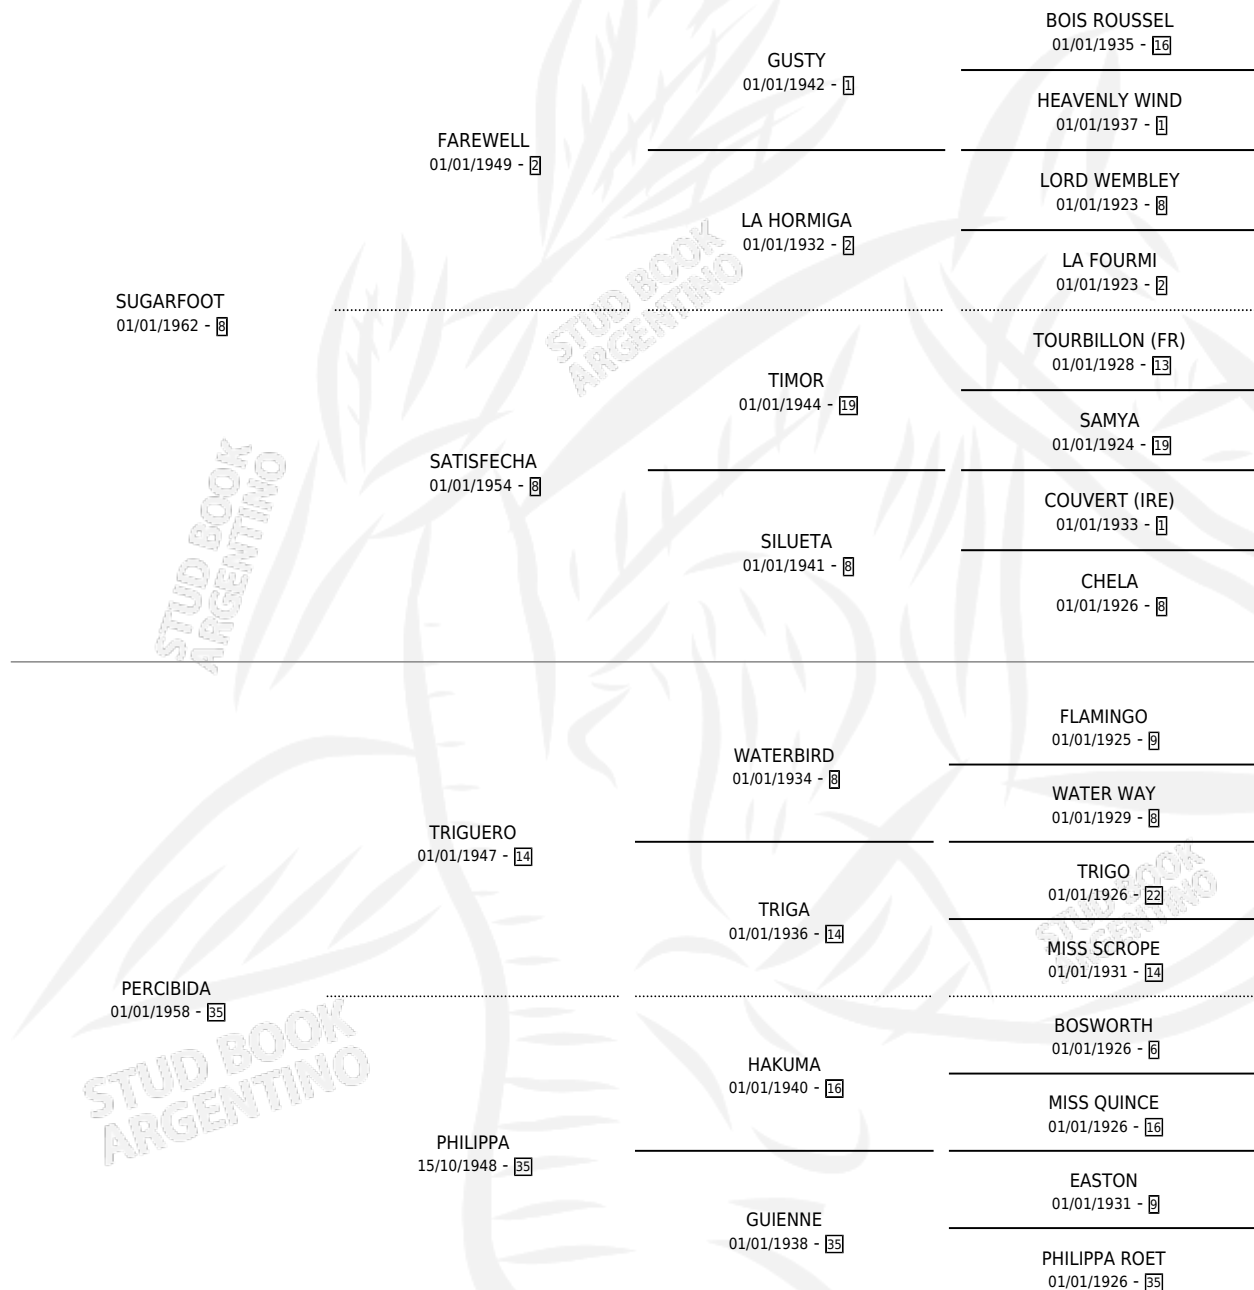 BOIS ROUSSEL
01/01/1935 - 16
GUSTY
01/01/1942 - 1
HEAVENLY WIND
01/01/1937 - 1
FAREWELL
01/01/1949 - 2
LORD WEMBLEY
01/01/1923 - 8
LA HORMIGA
01/01/1932 - 2
LA FOURMI
01/01/1923 - 2
SUGARFOOT
01/01/1962 - 8
STUD BOOK
ARGENTINO
TOURBILLON (FR)
01/01/1928 - 13
TIMOR
01/01/1944 - 19
SAMYA
01/01/1924 - 19
SATISFECHA
01/01/1954 - 8
COUVERT (IRE)
01/01/1933 - 1
SILUETA
01/01/1941 - 8
CHELA
01/01/1926 - 8
STUD BOOK
ARGENTINO
FLAMINGO
01/01/1925 - 9
WATERBIRD
01/01/1934 - 8
WATER WAY
01/01/1929 - 8
TRIGUERO
01/01/1947 - 14
TRIGO
01/01/1926 - 22
STUD BOOK
ARGENTINO
TRIGA
01/01/1936 - 14
MISS SCROPE
01/01/1931 - 14
PERCIBIDA
01/01/1958 - 35
STUD BOOK
ARGENTINO
BOSWORTH
01/01/1926 - 6
HAKUMA
01/01/1940 - 16
MISS QUINCE
01/01/1926 - 16
PHILIPPA
15/10/1948 - 35
EASTON
01/01/1931 - 9
GUIENNE
01/01/1938 - 35
PHILIPPA ROET
01/01/1926 - 35